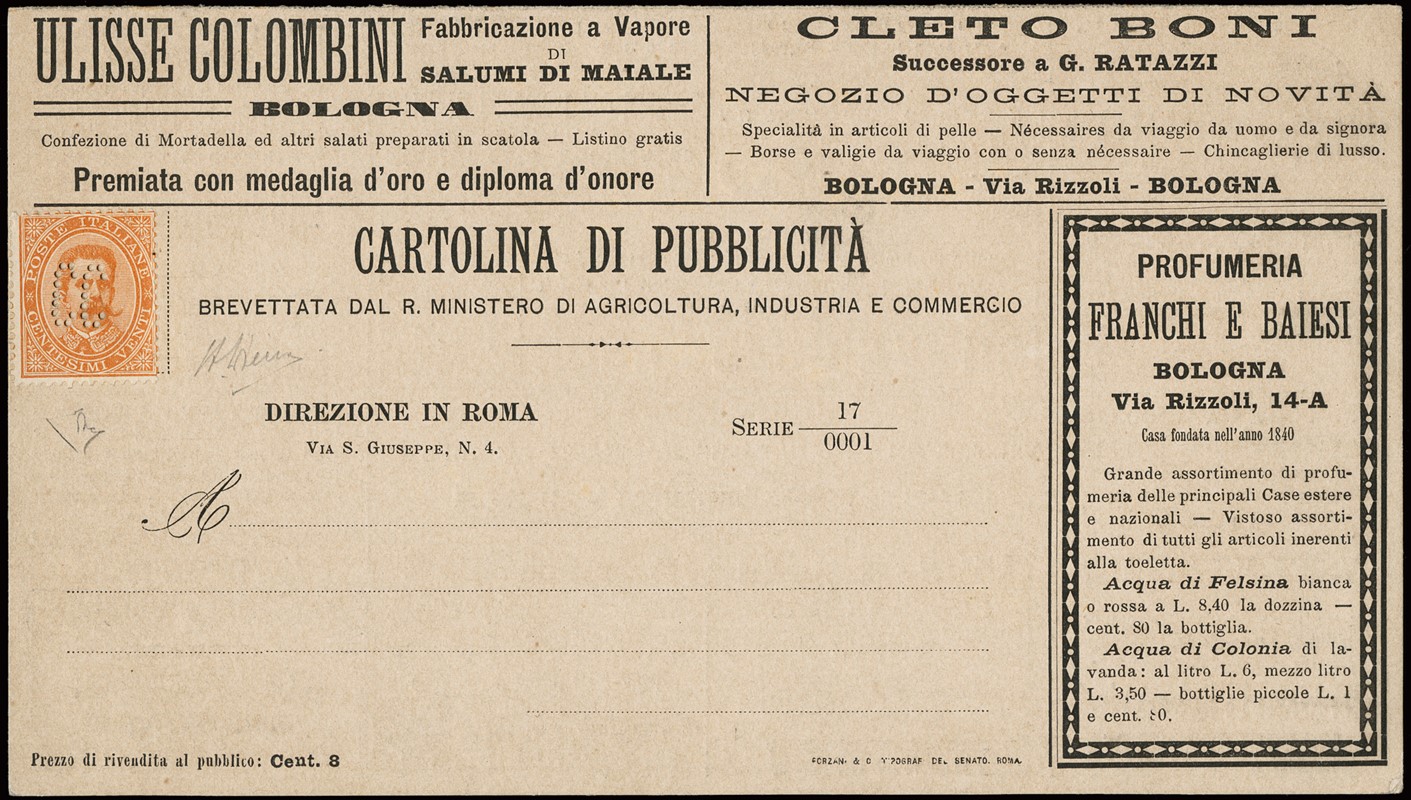 ULISSE COLOMBINI
Fabbricazione a Vapore
DI
SALUMI DI MAIALE
BOLOGNA
Confezione di Mortadella ed altri salati preparati in scatola — Listino gratis
Premiata con medaglia d'oro e diploma d'onore
CLETO BONI
Successore a G. RATAZZI
NEGOZIO D'OGGETTI DI NOVITÀ
Specialità in articoli di pelle — Nécessaires da viaggio da uomo e da signora
— Borse e valigie da viaggio con o senza nécessaire — Chincaglierie di lusso.
BOLOGNA - Via Rizzoli - BOLOGNA
POSTE ITALIANE
CENTESIMI VENTI
CARTOLINA DI PUBBLICITÀ
BREVETTATA DAL R. MINISTERO DI AGRICOLTURA, INDUSTRIA E COMMERCIO
DIREZIONE IN ROMA
VIA S. GIUSEPPE, N. 4.
SERIE 17
0001
A
Prezzo di rivendita al pubblico: Cent. 8
DEL SENATO. ROMA.
PROFUMERIA
FRANCHI E BAIESI
BOLOGNA
Via Rizzoli, 14-A
Casa fondata nell'anno 1840
Grande assortimento di profu-
meria delle principali Case estere
e nazionali — Vistoso assorti-
mento di tutti gli articoli inerenti
alla toeletta.
Acqua di Felsina bianca
o rossa a L. 8,40 la dozzina —
cent. 80 la bottiglia.
Acqua di Colonia di la-
vanda: al litro L. 6, mezzo litro
L. 3,50 — bottiglie piccole L. 1
e cent.